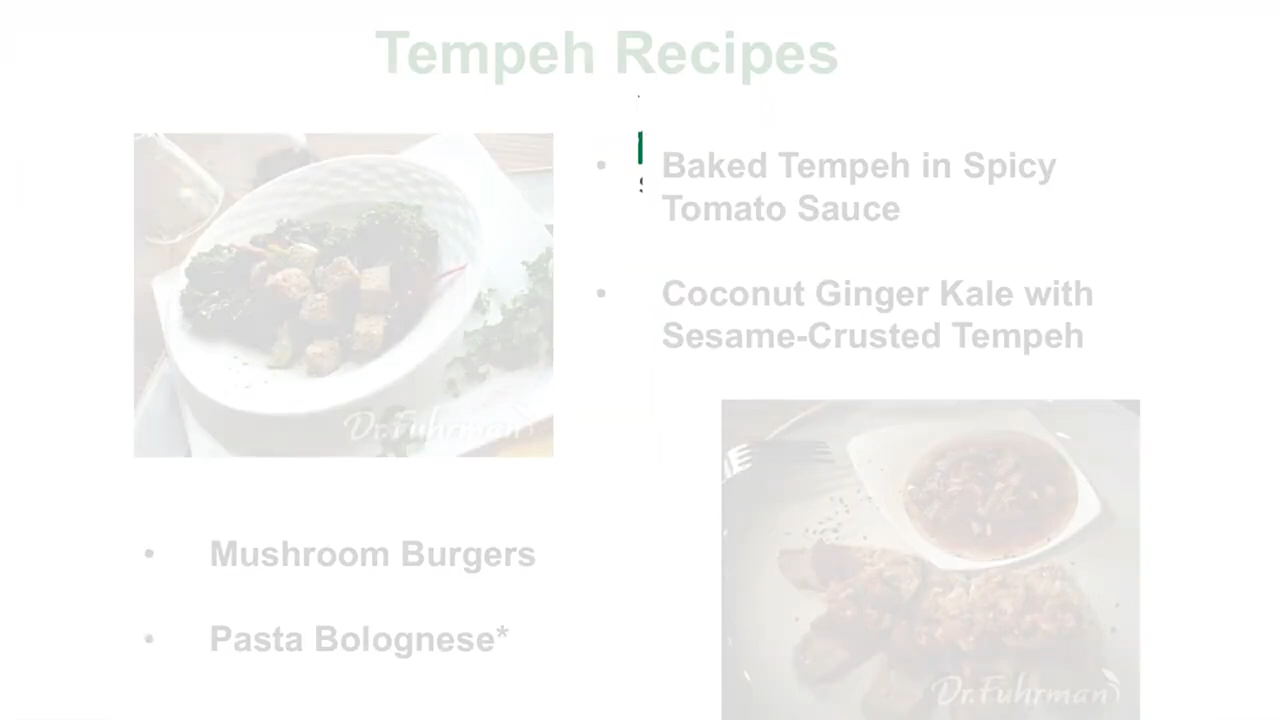 Tempeh Recipes
• Baked Tempeh in Spicy
Tomato Sauce
• Coconut Ginger Kale with
Sesame-Crusted Tempeh
Dr. Fuhrman
• Mushroom Burgers
• Pasta Bolognese*
Dr. Fuhrman